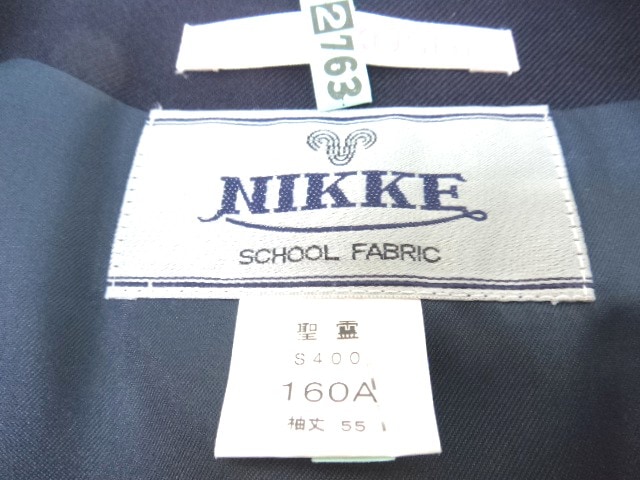 2763
NIKKE
SCHOOL FABRIC
聖霊
S400
160A
袖丈 55